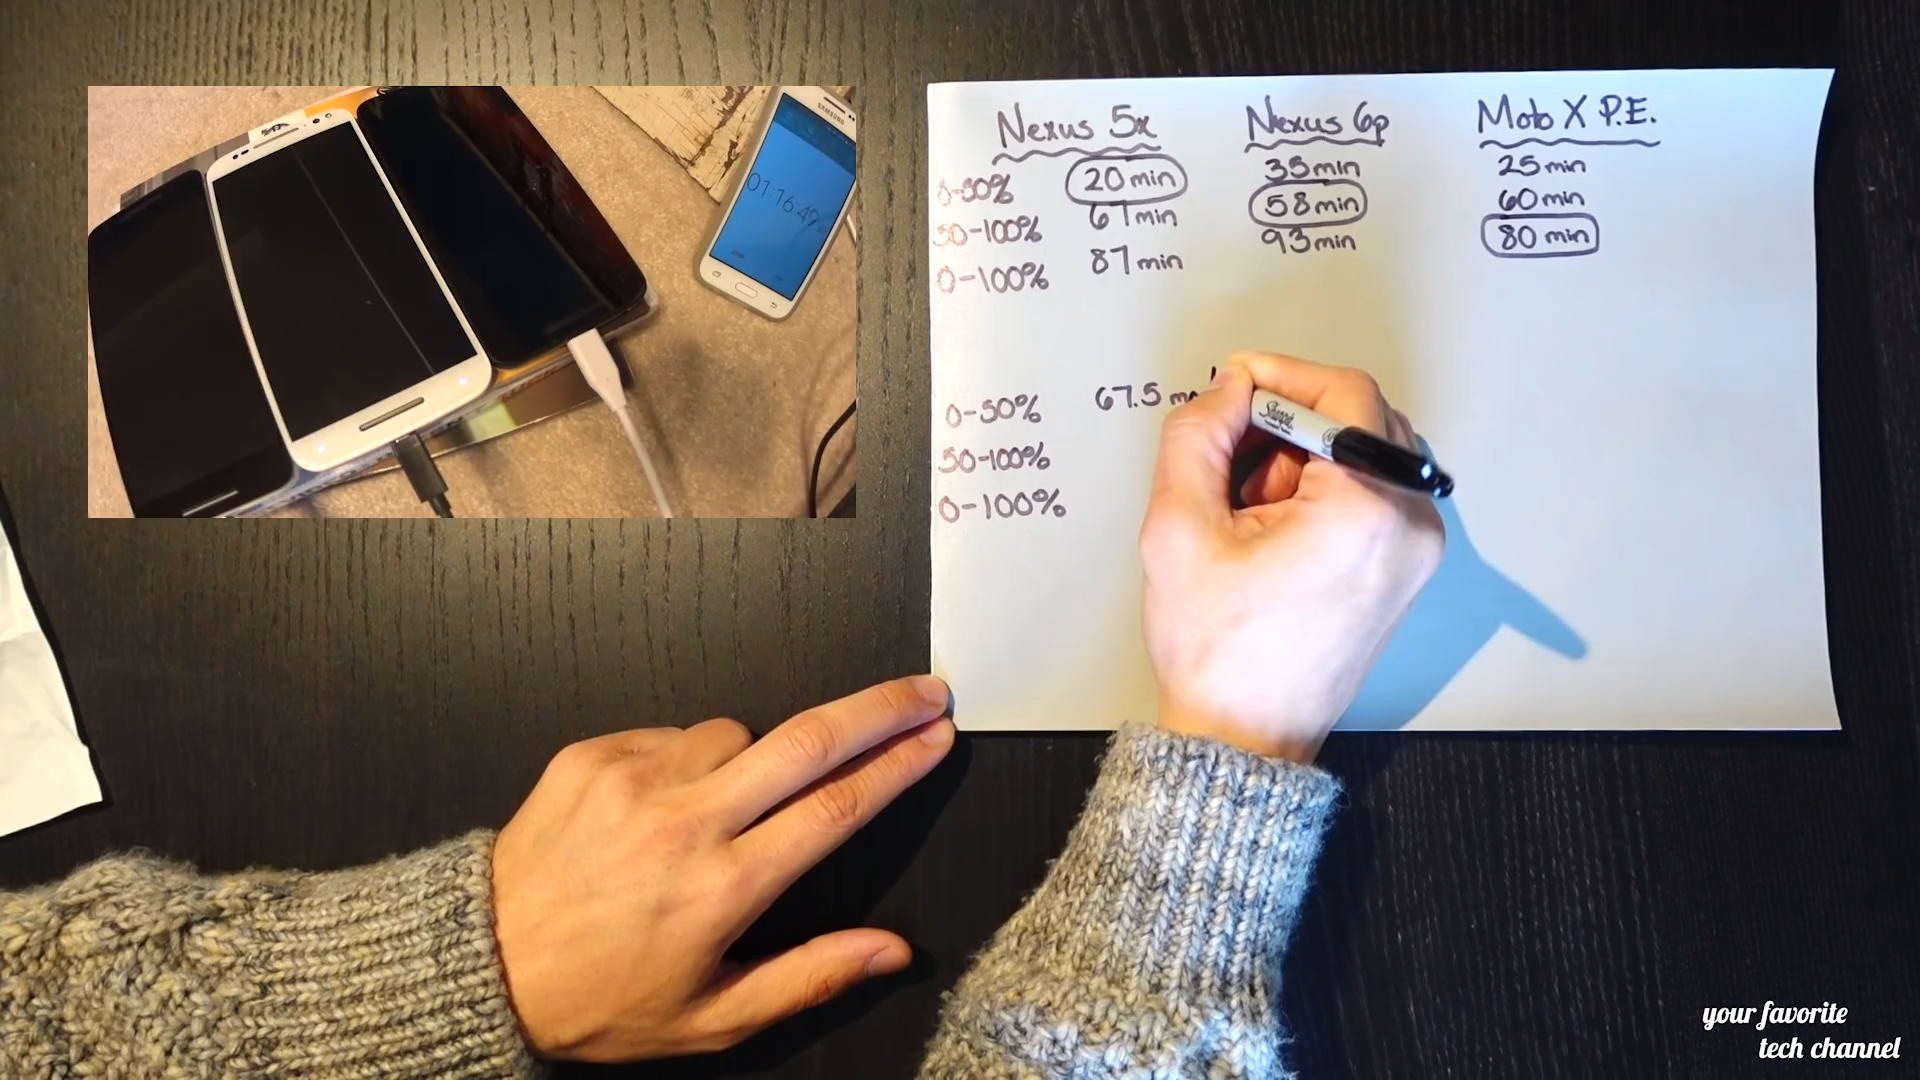 Nexus 5x Nexus 6p Moto X P.E.
0-50% 20 min 35 min 25 min
50-100% 67 min 58 min 60 min
0-100% 87 min 93 min 80 min
0-50% 67.5
50-100%
0-100%
SAMSUNG
01:16:49
Sharpie
your favorite
tech channel